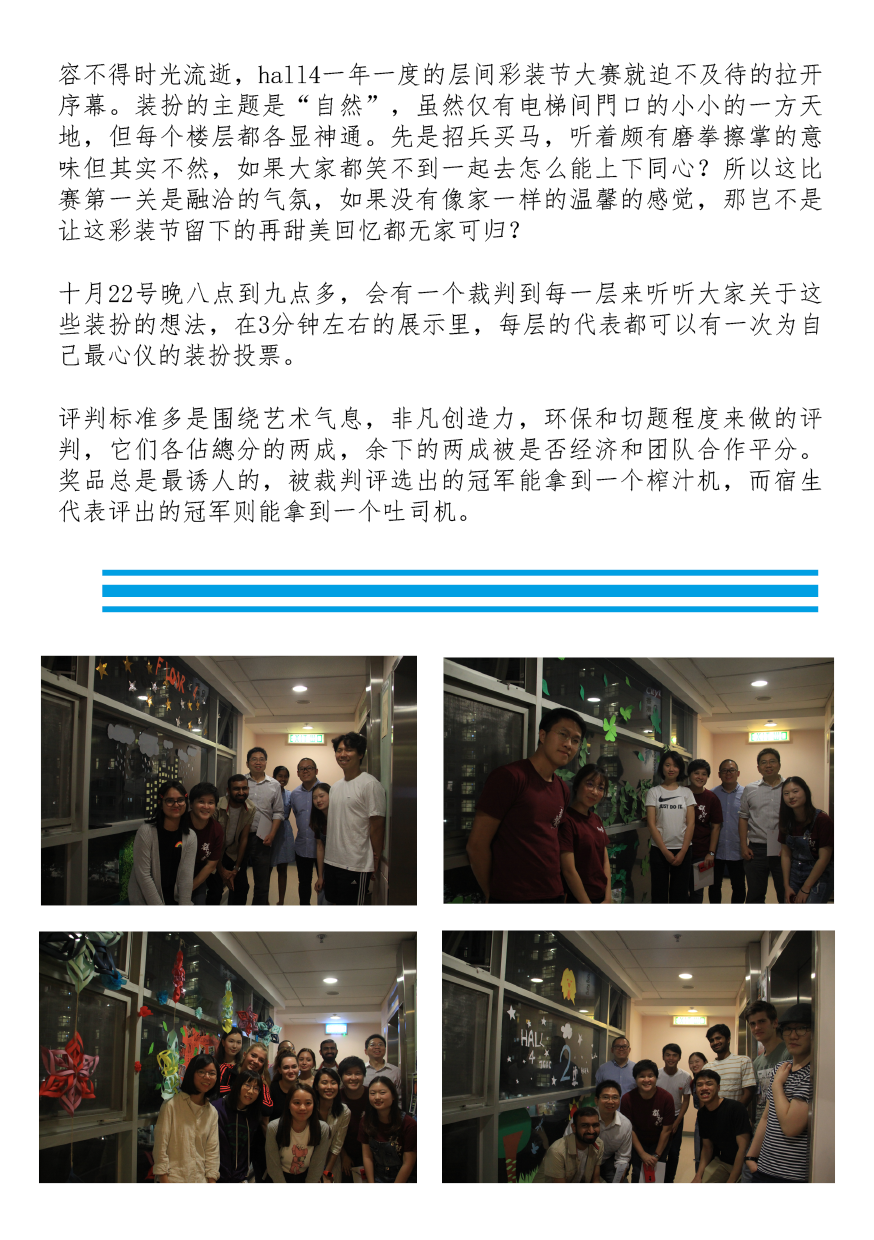 容不得时光流逝，hall4一年一度的层间彩装节大赛就迫不及待的拉开
序幕。装扮的主题是“自然”，虽然仅有电梯间門口的小小的一方天
地，但每个楼层都各显神通。先是招兵买马，听着颇有磨拳擦掌的意
味但其实不然，如果大家都笑不到一起去怎么能上下同心？所以这比
赛第一关是融洽的气氛，如果没有像家一样的温馨的感觉，那岂不是
让这彩装节留下的再甜美回忆都无家可归？
十月22号晚八点到九点多，会有一个裁判到每一层来听听大家关于这
些装扮的想法，在3分钟左右的展示里，每层的代表都可以有一次为自
己最心仪的装扮投票。
评判标准多是围绕艺术气息，非凡创造力，环保和切题程度来做的评
判，它们各佔總分的两成，余下的两成被是否经济和团队合作平分。
奖品总是最诱人的，被裁判评选出的冠军能拿到一个榨汁机，而宿生
代表评出的冠军则能拿到一个吐司机。
FLOOR
JUST DO IT.
HALL
4
2